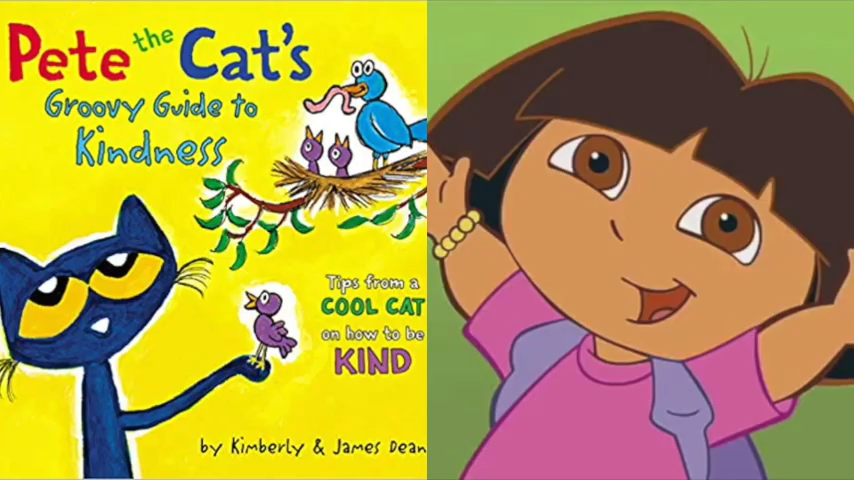 Pete the Cat's
Groovy Guide to
Kindness
Tips from a
COOL CAT
on how to be
KIND
by Kimberly & James Dean